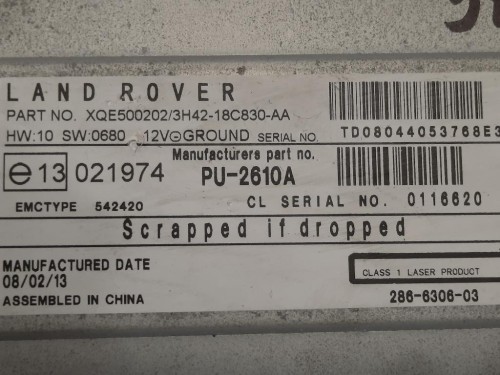 LAND ROVER
PART NO. XQE500202/3H42-18C830-AA
HW:10 SW:0680 12V⊖GROUND SERIAL NO. TD08044053768E3
e13 021974 Manufacturers part no.
PU-2610A
EMCTYPE 542420 CL SERIAL NO. 0116620
Scrapped if dropped
MANUFACTURED DATE
08/02/13
CLASS 1 LASER PRODUCT
ASSEMBLED IN CHINA 286-6306-03